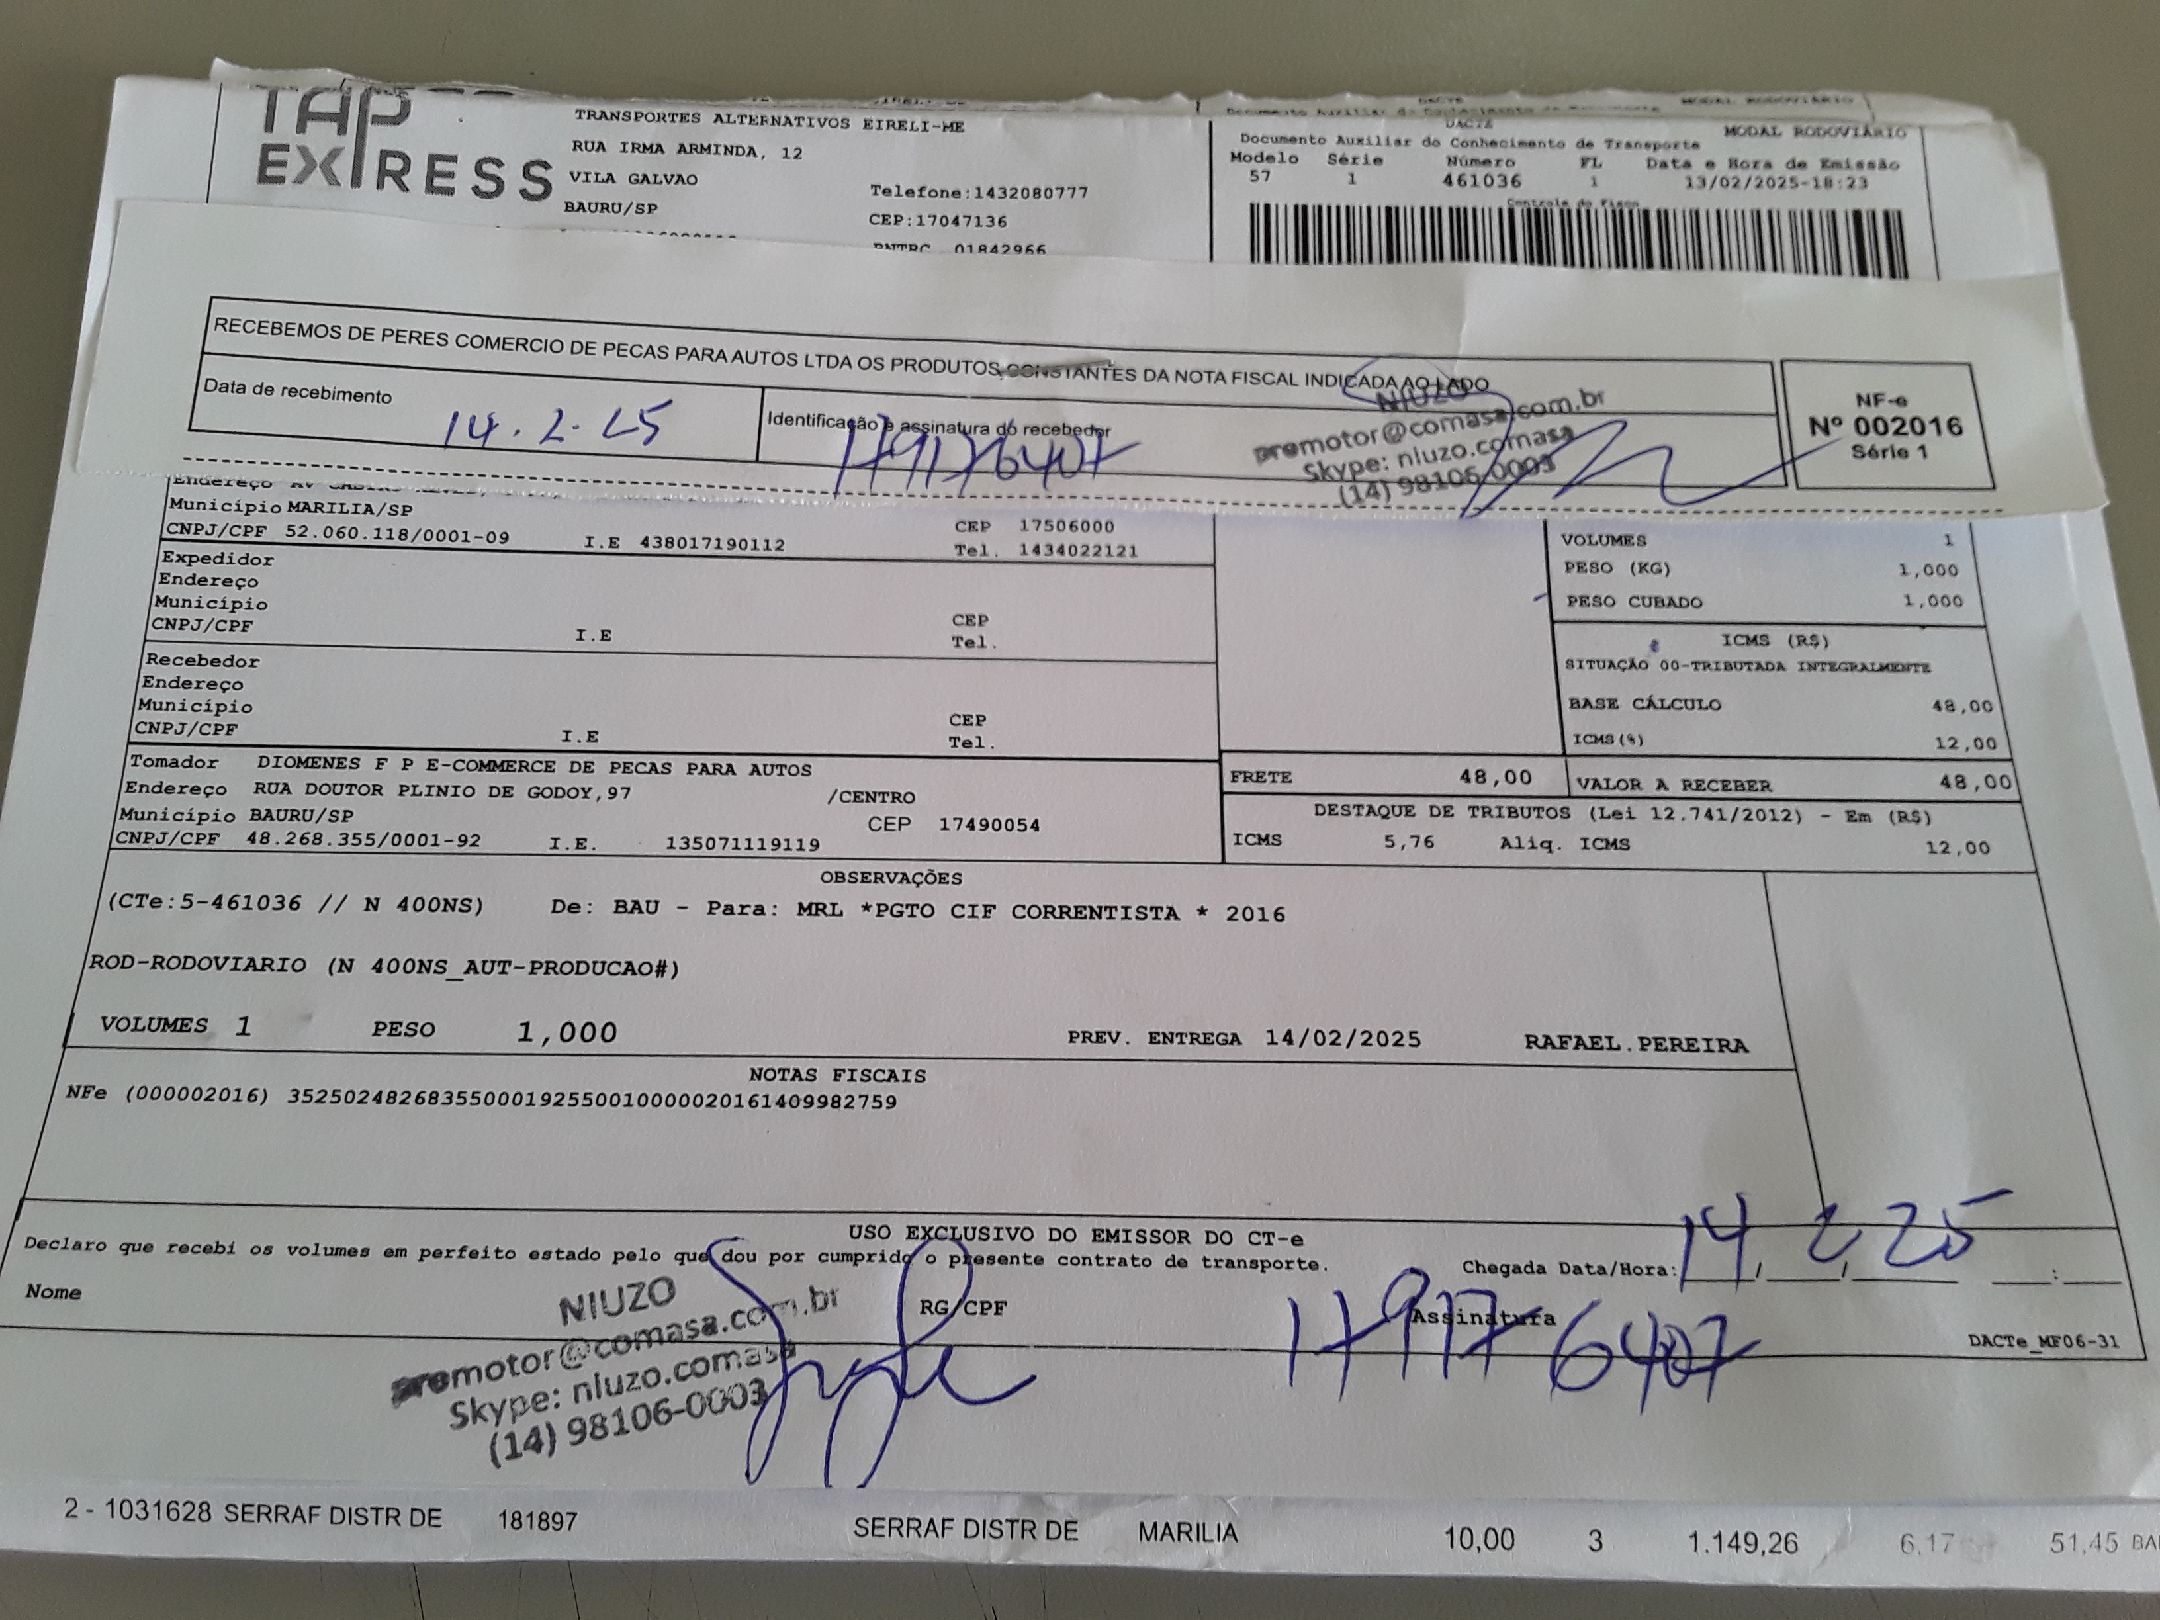 TAP
EXPRESS
TRANSPORTES ALTERNATIVOS EIRELI-ME
RUA IRMA ARMINDA, 12
VILA GALVAO
BAURU/SP
Telefone:1432080777
CEP:17047136
RNTRC 01842966
DACTE
MODAL RODOVIÁRIO
Documento Auxiliar do Conhecimento de Transporte
Modelo Série Número FL Data e Hora de Emissão
57 1 461036 1 13/02/2025-18:23
Controle do Fisco
RECEBEMOS DE PERES COMERCIO DE PECAS PARA AUTOS LTDA OS PRODUTOS CONSTANTES DA NOTA FISCAL INDICADA AO LADO
Data de recebimento
14.2.25
Identificação e assinatura do recebedor
179176407
NIUZO
promotor@comasa.com.br
Skype: niuzo.comasa
(14) 98106-0003
NF-e
Nº 002016
Série 1
Endereço
Município MARILIA/SP
CEP 17506000
CNPJ/CPF 52.060.118/0001-09 I.E 438017190112 Tel. 1434022121
Expedidor
Endereço
Município
CEP
CNPJ/CPF I.E Tel.
Recebedor
Endereço
Município
CEP
CNPJ/CPF I.E Tel.
VOLUMES 1
PESO (KG) 1,000
PESO CUBADO 1,000
ICMS (R$)
SITUAÇÃO 00-TRIBUTADA INTEGRALMENTE
BASE CÁLCULO 48,00
ICMS(%) 12,00
Tomador DIOMENES F P E-COMMERCE DE PECAS PARA AUTOS
Endereço RUA DOUTOR PLINIO DE GODOY,97 /CENTRO
Município BAURU/SP CEP 17490054
CNPJ/CPF 48.268.355/0001-92 I.E. 135071119119
FRETE 48,00 VALOR A RECEBER 48,00
DESTAQUE DE TRIBUTOS (Lei 12.741/2012) - Em (R$)
ICMS 5,76 Aliq. ICMS 12,00
OBSERVAÇÕES
(CTe:5-461036 // N 400NS) De: BAU - Para: MRL *PGTO CIF CORRENTISTA * 2016
ROD-RODOVIARIO (N 400NS_AUT-PRODUCAO#)
VOLUMES 1 PESO 1,000 PREV. ENTREGA 14/02/2025 RAFAEL.PEREIRA
NOTAS FISCAIS
NFe (000002016) 35250248268355000192550010000020161409982759
USO EXCLUSIVO DO EMISSOR DO CT-e
Declaro que recebi os volumes em perfeito estado pelo que dou por cumprido o presente contrato de transporte.
Chegada Data/Hora: 14/2/25 :
Nome
RG/CPF
Assinatura
179176407
NIUZO
promotor@comasa.com.br
Skype: niuzo.comasa
(14) 98106-0003
DACTe_MF06-31
2 - 1031628 SERRAF DISTR DE 181897 SERRAF DISTR DE MARILIA 10,00 3 1.149,26 6,17 51,45